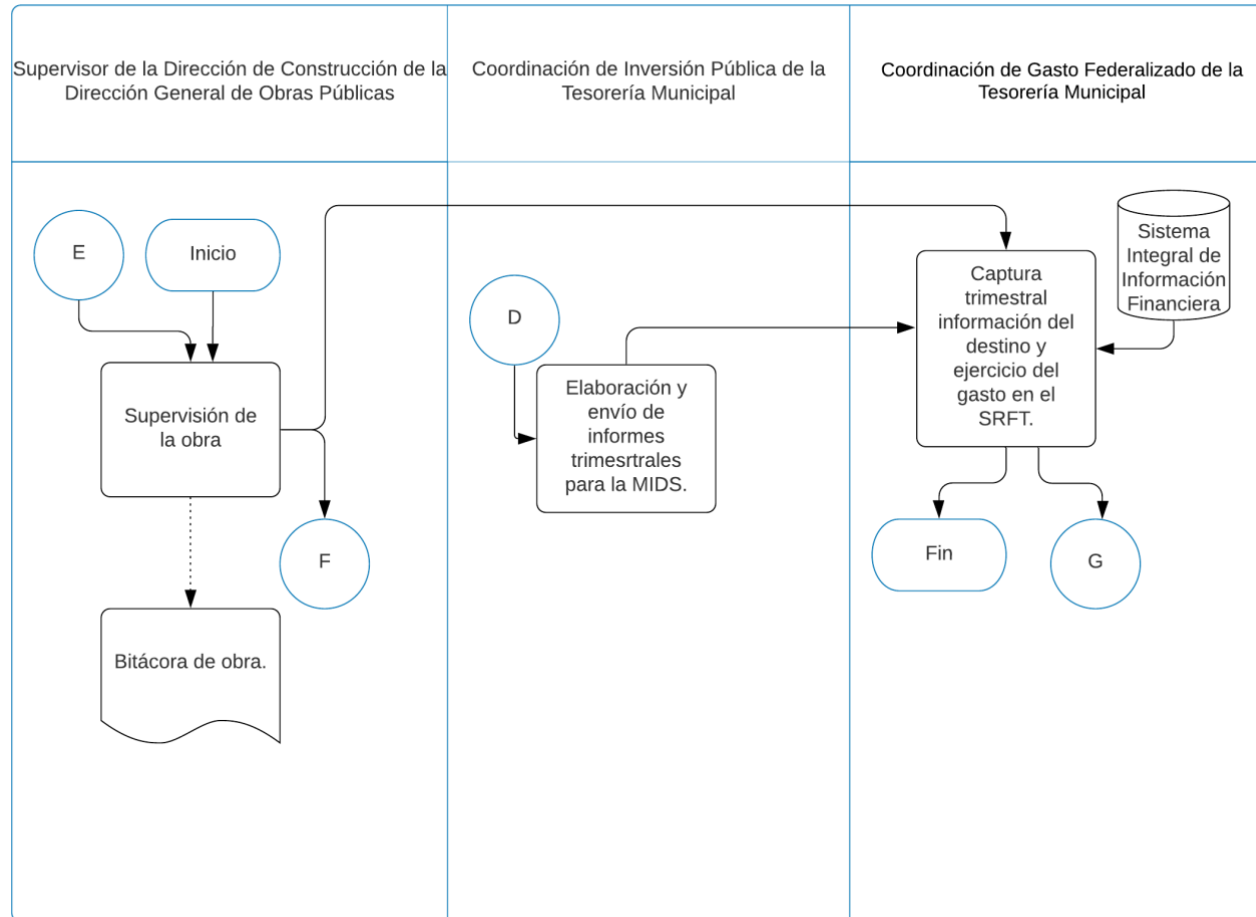 Supervisor de la Dirección de Construcción de la
Dirección General de Obras Públicas
Coordinación de Inversión Pública de la
Tesorería Municipal
Coordinación de Gasto Federalizado de la
Tesorería Municipal
E
Inicio
Supervisión de
la obra
F
Bitácora de obra.
D
Elaboración y
envío de
informes
trimesrtrales
para la MIDS.
Sistema
Integral de
Información
Financiera
Captura
trimestral
información del
destino y
ejercicio del
gasto en el
SRFT.
Fin
G